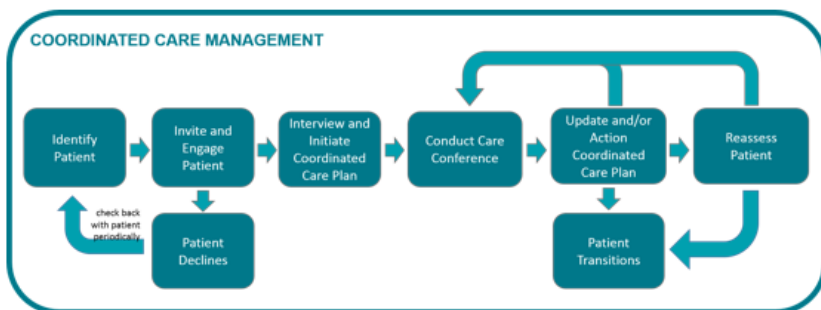 COORDINATED CARE MANAGEMENT
Identify
Patient
Invite and
Engage
Patient
Interview and
Initiate
Coordinated
Care Plan
Conduct Care
Conference
Update and/or
Action
Coordinated
Care Plan
Reassess
Patient
check back
with patient
periodically
Patient
Declines
Patient
Transitions